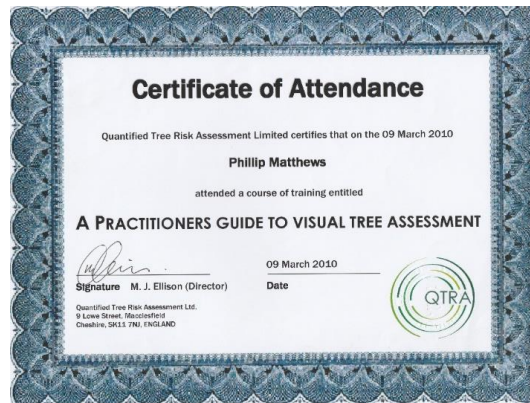 Certificate of Attendance
Quantified Tree Risk Assessment Limited certifies that on the 09 March 2010
Phillip Matthews
attended a course of training entitled
A PRACTITIONERS GUIDE TO VISUAL TREE ASSESSMENT
09 March 2010
Signature M. J. Ellison (Director)
Date
Quantified Tree Risk Assessment Ltd.
9 Lowe Street, Macclesfield
Cheshire, SK11 7NJ, ENGLAND
QTRA